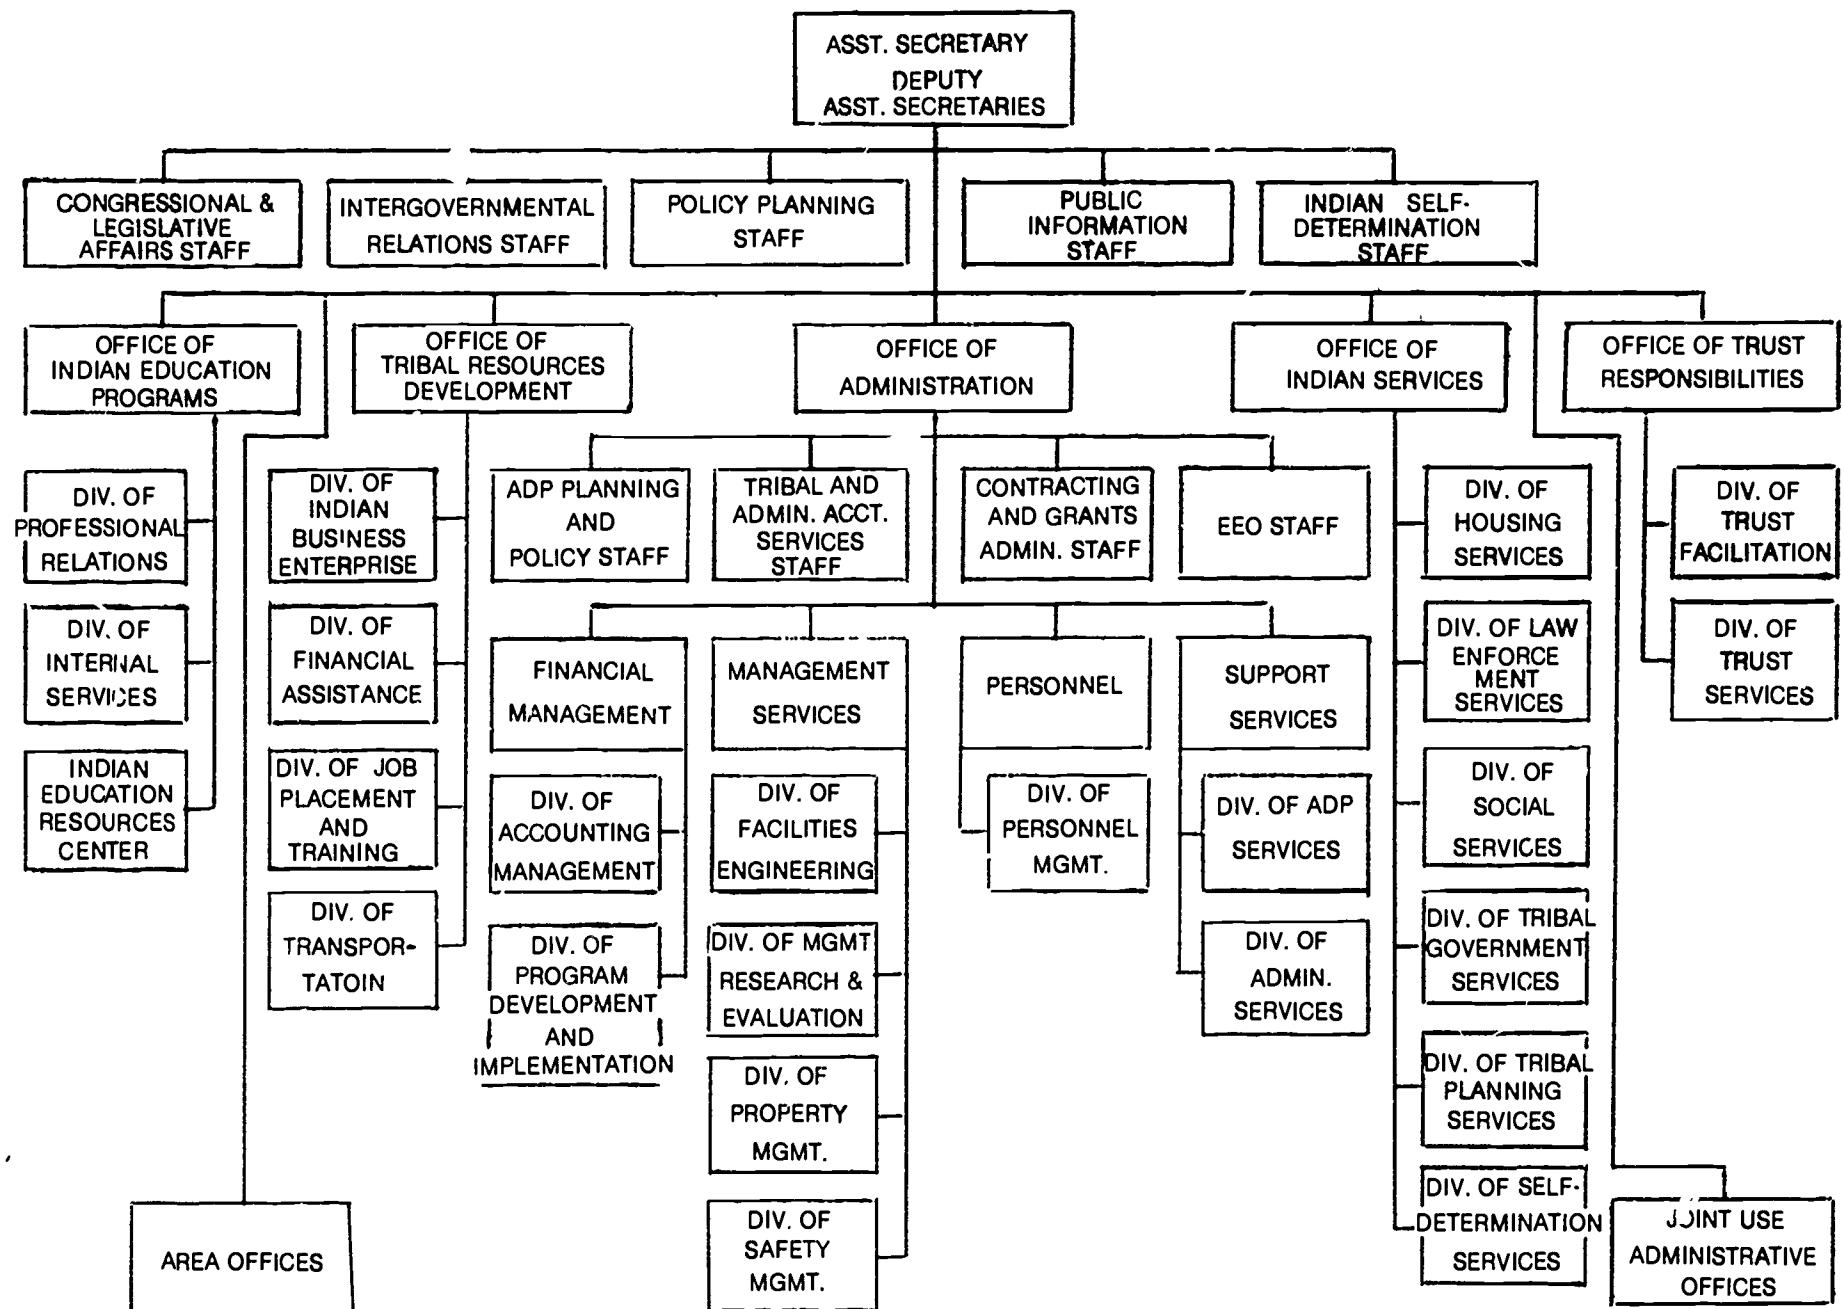 ASST. SECRETARY
DEPUTY
ASST. SECRETARIES
CONGRESSIONAL &
LEGISLATIVE
AFFAIRS STAFF
INTERGOVERNMENTAL
RELATIONS STAFF
POLICY PLANNING
STAFF
PUBLIC
INFORMATION
STAFF
INDIAN SELF-
DETERMINATION
STAFF
OFFICE OF
INDIAN EDUCATION
PROGRAMS
OFFICE OF
TRIBAL RESOURCES
DEVELOPMENT
OFFICE OF
ADMINISTRATION
OFFICE OF
INDIAN SERVICES
OFFICE OF TRUST
RESPONSIBILITIES
DIV. OF
PROFESSIONAL
RELATIONS
DIV. OF
INTERNAL
SERVICES
INDIAN
EDUCATION
RESOURCES
CENTER
DIV. OF
INDIAN
BUSINESS
ENTERPRISE
DIV. OF
FINANCIAL
ASSISTANCE
DIV. OF JOB
PLACEMENT
AND
TRAINING
DIV. OF
TRANSPOR-
TATOIN
ADP PLANNING
AND
POLICY STAFF
TRIBAL AND
ADMIN. ACCT.
SERVICES
STAFF
CONTRACTING
AND GRANTS
ADMIN. STAFF
EEO STAFF
FINANCIAL
MANAGEMENT
DIV. OF
ACCOUNTING
MANAGEMENT
DIV. OF
PROGRAM
DEVELOPMENT
AND
IMPLEMENTATION
MANAGEMENT
SERVICES
DIV. OF
FACILITIES
ENGINEERING
DIV. OF MGMT
RESEARCH &
EVALUATION
DIV. OF
PROPERTY
MGMT.
DIV. OF
SAFETY
MGMT.
PERSONNEL
DIV. OF
PERSONNEL
MGMT.
SUPPORT
SERVICES
DIV. OF ADP
SERVICES
DIV. OF
ADMIN.
SERVICES
DIV. OF
HOUSING
SERVICES
DIV. OF LAW
ENFORCE
MENT
SERVICES
DIV. OF
SOCIAL
SERVICES
DIV. OF TRIBAL
GOVERNMENT
SERVICES
DIV. OF TRIBAL
PLANNING
SERVICES
DIV. OF SELF-
DETERMINATION
SERVICES
DIV. OF
TRUST
FACILITATION
DIV. OF
TRUST
SERVICES
AREA OFFICES
JOINT USE
ADMINISTRATIVE
OFFICES